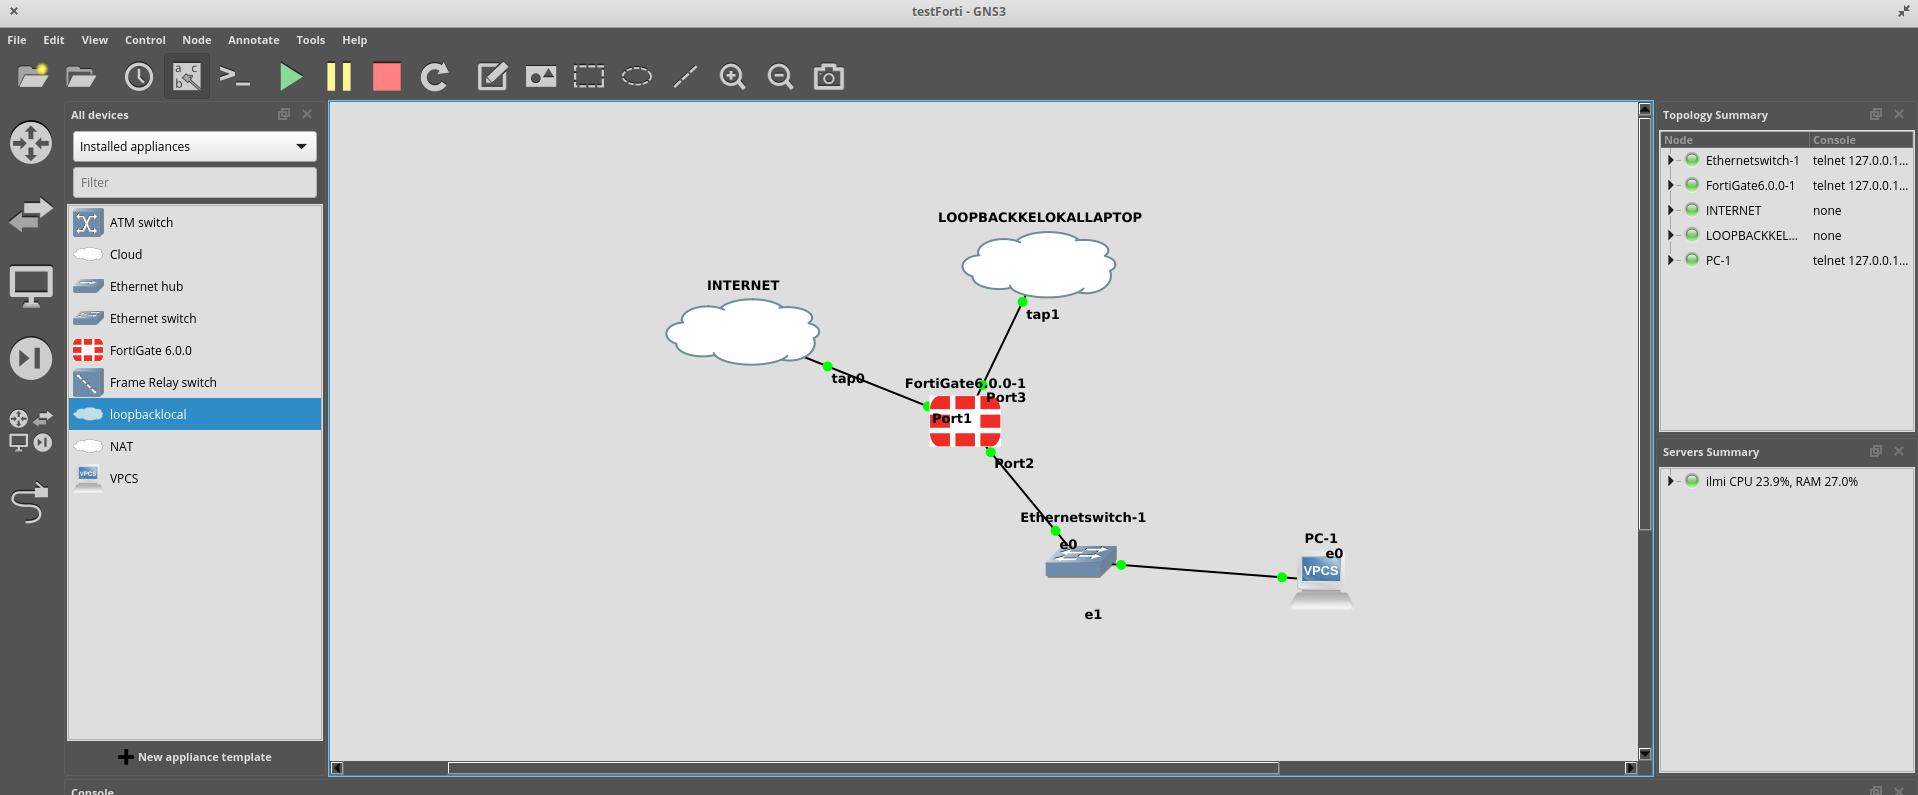 testForti - GNS3
File Edit View Control Node Annotate Tools Help
All devices
Installed appliances
Filter
ATM switch
Cloud
Ethernet hub
Ethernet switch
FortiGate 6.0.0
Frame Relay switch
loopbacklocal
NAT
VPCS
New appliance template
LOOPBACKKELOKALLAPTOP
INTERNET
tap1
tap0
FortiGate6.0.0-1
Port3
Port1
Port2
Ethernetswitch-1
e0
PC-1
e0
VPCS
e1
Topology Summary
Node Console
Ethernetswitch-1 telnet 127.0.0.1...
FortiGate6.0.0-1 telnet 127.0.0.1...
INTERNET none
LOOPBACKKEL... none
PC-1 telnet 127.0.0.1...
Servers Summary
ilmi CPU 23.9%, RAM 27.0%
Console